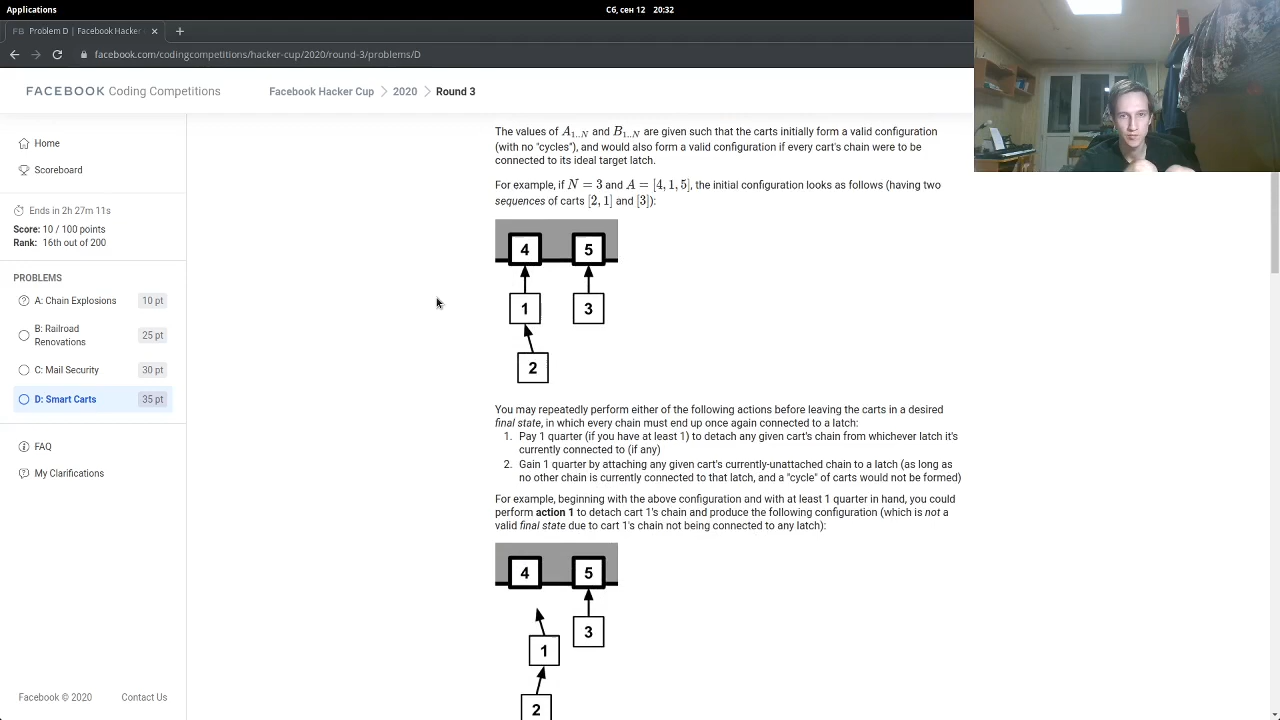 Applications
Сб, сен 12 20:32
FB Problem D | Facebook Hacker
facebook.com/codingcompetitions/hacker-cup/2020/round-3/problems/D
FACEBOOK Coding Competitions
Facebook Hacker Cup > 2020 > Round 3
Home
Scoreboard
Ends in 2h 27m 11s
Score: 10 / 100 points
Rank: 16th out of 200
PROBLEMS
A: Chain Explosions 10 pt
B: Railroad Renovations 25 pt
C: Mail Security 30 pt
D: Smart Carts 35 pt
FAQ
My Clarifications
Facebook © 2020 Contact Us
The values of A1..N and B1..N are given such that the carts initially form a valid configuration
(with no "cycles"), and would also form a valid configuration if every cart's chain were to be
connected to its ideal target latch.
For example, if N = 3 and A = [4, 1, 5], the initial configuration looks as follows (having two
sequences of carts [2, 1] and [3]):
4 5
1 3
2
You may repeatedly perform either of the following actions before leaving the carts in a desired
final state, in which every chain must end up once again connected to a latch:
1. Pay 1 quarter (if you have at least 1) to detach any given cart's chain from whichever latch it's
currently connected to (if any)
2. Gain 1 quarter by attaching any given cart's currently-unattached chain to a latch (as long as
no other chain is currently connected to that latch, and a "cycle" of carts would not be formed)
For example, beginning with the above configuration and with at least 1 quarter in hand, you could
perform action 1 to detach cart 1's chain and produce the following configuration (which is not a
valid final state due to cart 1's chain not being connected to any latch):
4 5
3
1
2